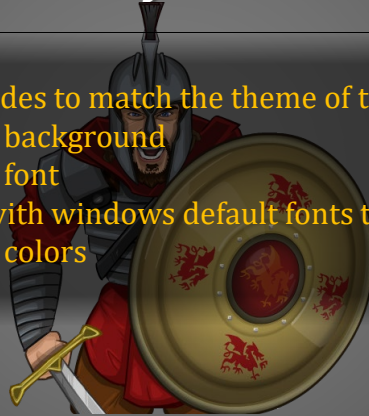 des to match the theme of t
background
font
with windows default fonts t
colors